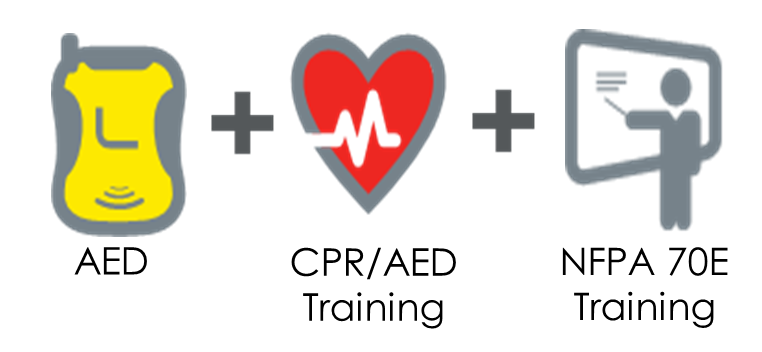 AED
CPR/AED
Training
NFPA 70E
Training